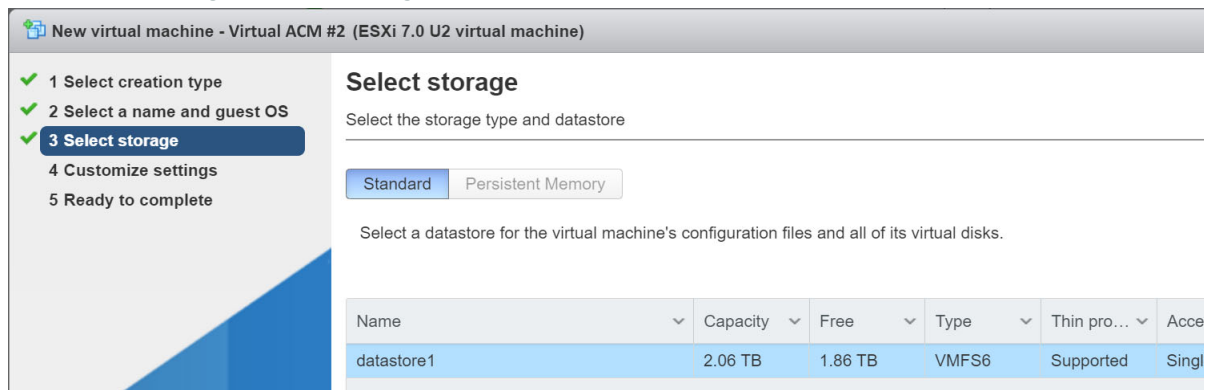 New virtual machine - Virtual ACM #2 (ESXi 7.0 U2 virtual machine)
1 Select creation type
2 Select a name and guest OS
3 Select storage
4 Customize settings
5 Ready to complete
Select storage
Select the storage type and datastore
Standard Persistent Memory
Select a datastore for the virtual machine's configuration files and all of its virtual disks.
Name Capacity Free Type Thin pro... Acce
datastore1 2.06 TB 1.86 TB VMFS6 Supported Singl